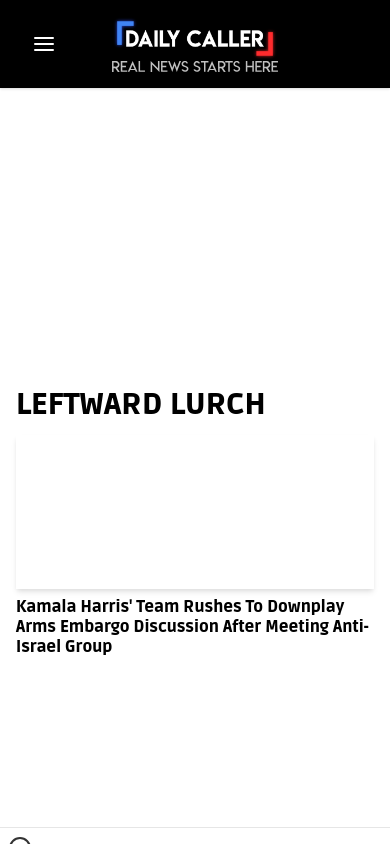 DAILY CALLER
REAL NEWS STARTS HERE
LEFTWARD LURCH
Kamala Harris' Team Rushes To Downplay
Arms Embargo Discussion After Meeting Anti-
Israel Group